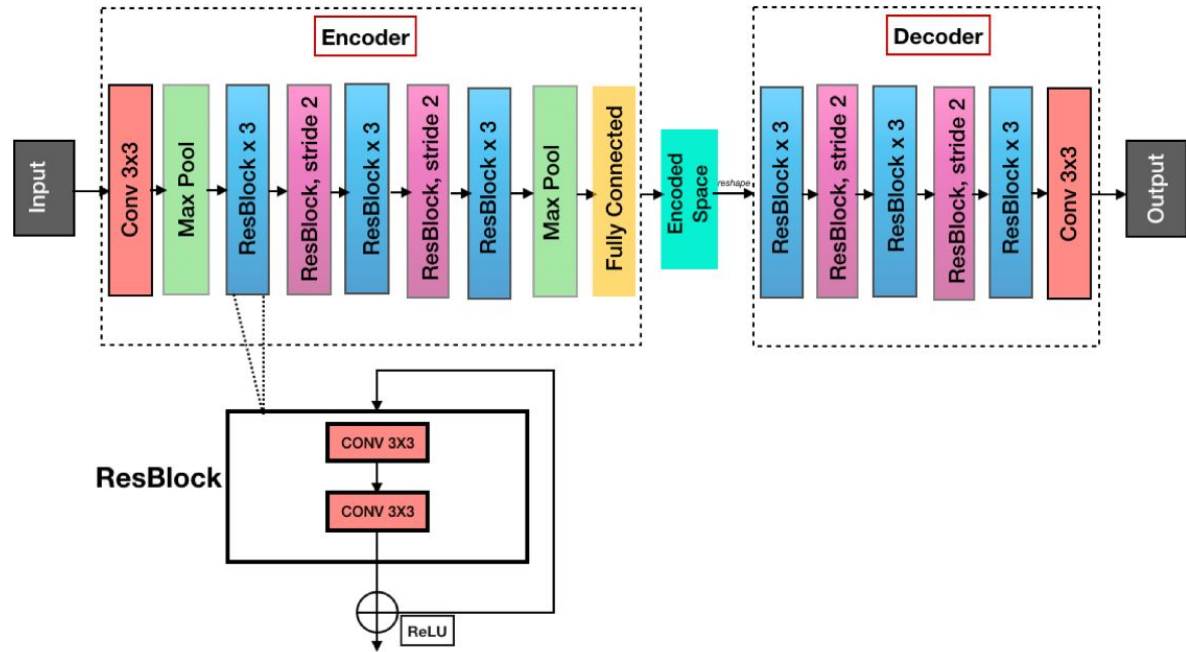 Encoder
Decoder
Input
Conv 3x3
Max Pool
ResBlock x 3
ResBlock, stride 2
ResBlock x 3
ResBlock, stride 2
ResBlock x 3
Max Pool
Fully Connected
Encoded
Space
reshape
ResBlock x 3
ResBlock, stride 2
ResBlock x 3
ResBlock, stride 2
ResBlock x 3
Conv 3x3
Output
ResBlock
CONV 3X3
CONV 3X3
ReLU